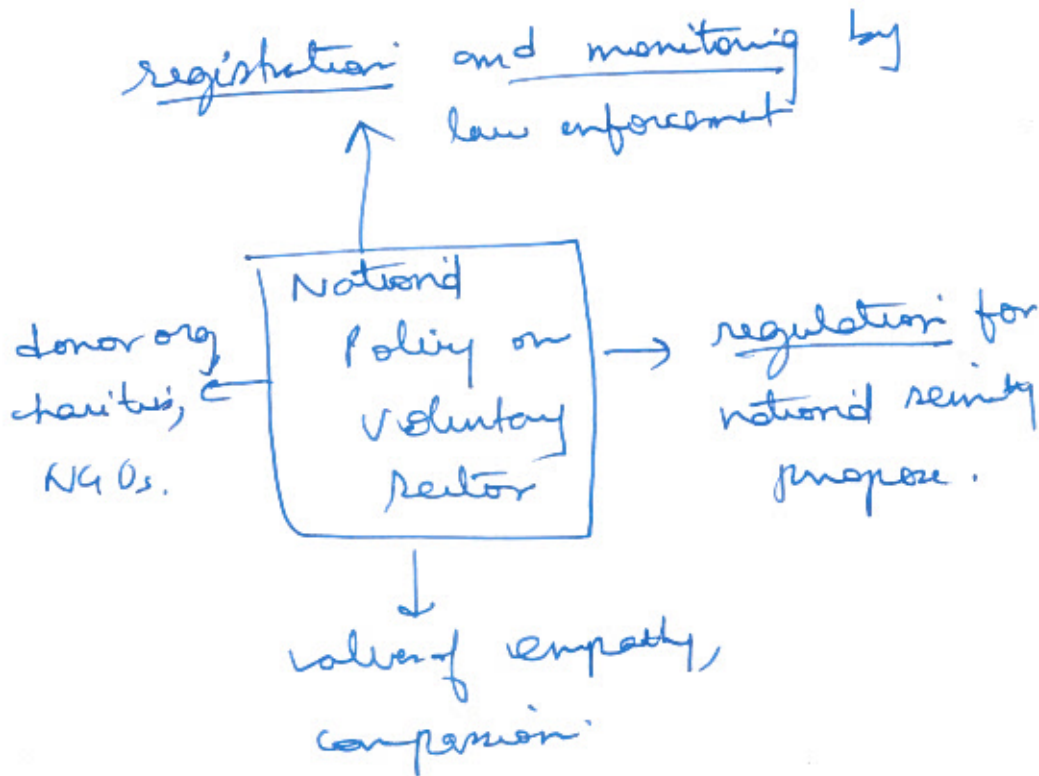 registration and monitoring by
law enforcement
National
Policy on
Voluntary
sector
donor org,
charities,
NGOs.
regulation for
national security
purpose.
values of empathy,
compassion